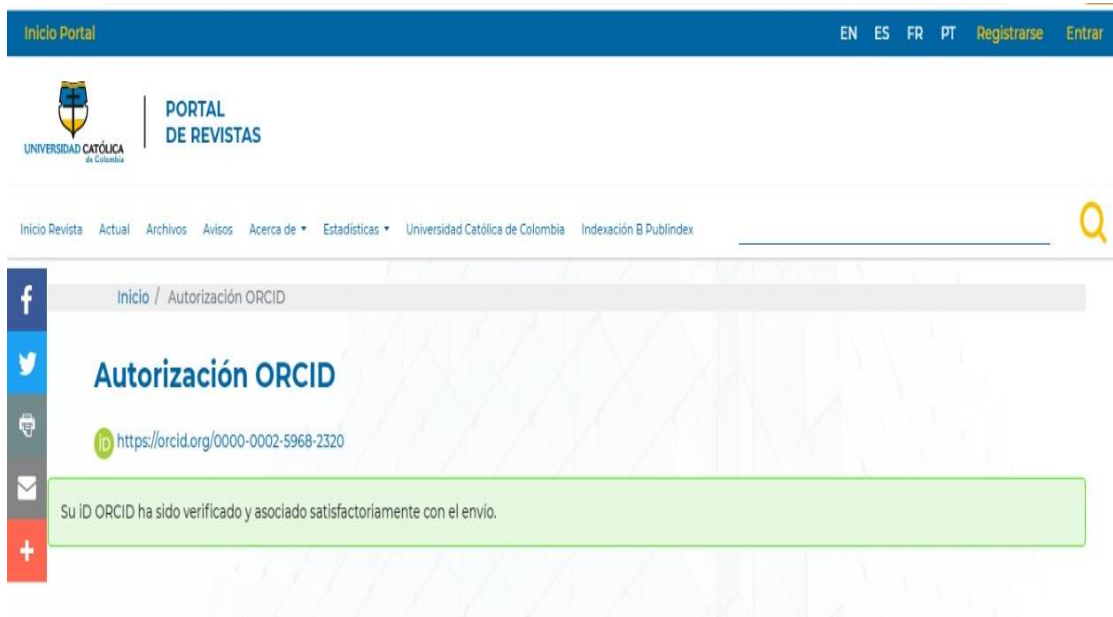 Inicio Portal EN ES FR PT Registrarse Entrar
UNIVERSIDAD CATÓLICA
de Colombia
PORTAL
DE REVISTAS
Inicio Revista Actual Archivos Avisos Acerca de Estadísticas Universidad Católica de Colombia Indexación B Publindex
Inicio / Autorización ORCID
Autorización ORCID
iD https://orcid.org/0000-0002-5968-2320
Su iD ORCID ha sido verificado y asociado satisfactoriamente con el envío.